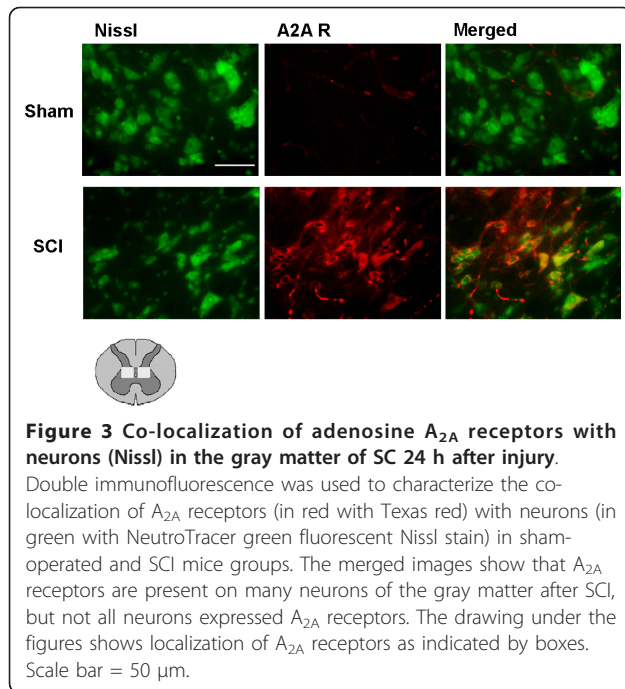 Nissl A2A R Merged
Sham
SCI
Figure 3 Co-localization of adenosine A2A receptors with
neurons (Nissl) in the gray matter of SC 24 h after injury.
Double immunofluorescence was used to characterize the co-
localization of A2A receptors (in red with Texas red) with neurons (in
green with NeutroTracer green fluorescent Nissl stain) in sham-
operated and SCI mice groups. The merged images show that A2A
receptors are present on many neurons of the gray matter after SCI,
but not all neurons expressed A2A receptors. The drawing under the
figures shows localization of A2A receptors as indicated by boxes.
Scale bar = 50 μm.